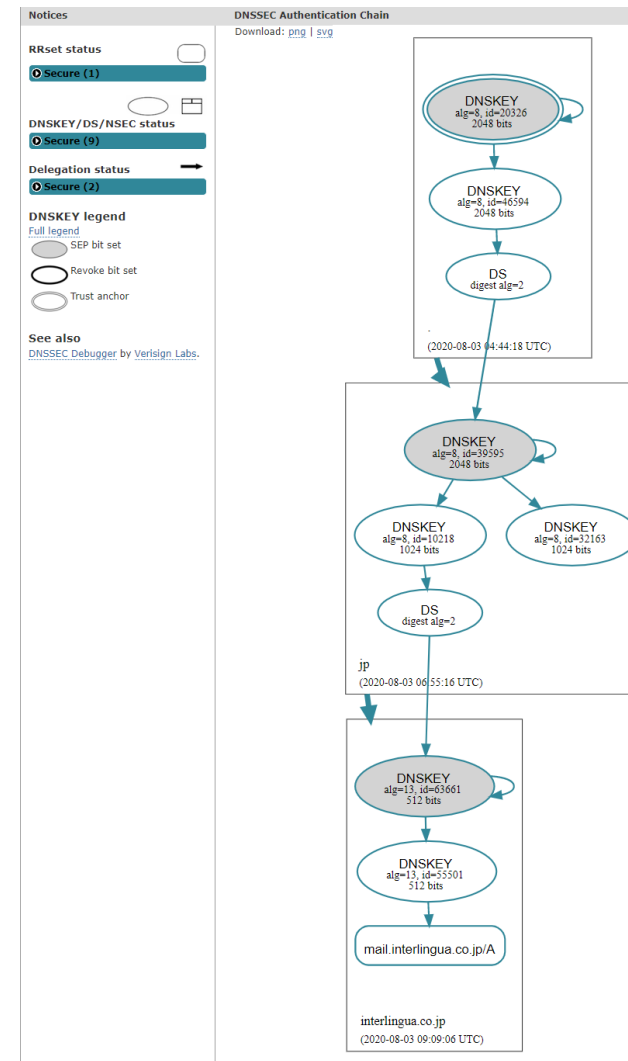 Notices
RRset status
Secure (1)
DNSKEY/DS/NSEC status
Secure (9)
Delegation status
Secure (2)
DNSKEY legend
Full legend
SEP bit set
Revoke bit set
Trust anchor
See also
DNSSEC Debugger by Verisign Labs.
DNSSEC Authentication Chain
Download: png | svg
DNSKEY
alg=8, id=20326
2048 bits
DNSKEY
alg=8, id=46594
2048 bits
DS
digest alg=2
.
(2020-08-03 04:44:18 UTC)
DNSKEY
alg=8, id=39595
2048 bits
DNSKEY
alg=8, id=10218
1024 bits
DNSKEY
alg=8, id=32163
1024 bits
DS
digest alg=2
jp
(2020-08-03 06:55:16 UTC)
DNSKEY
alg=13, id=63661
512 bits
DNSKEY
alg=13, id=55501
512 bits
mail.interlingua.co.jp/A
interlingua.co.jp
(2020-08-03 09:09:06 UTC)